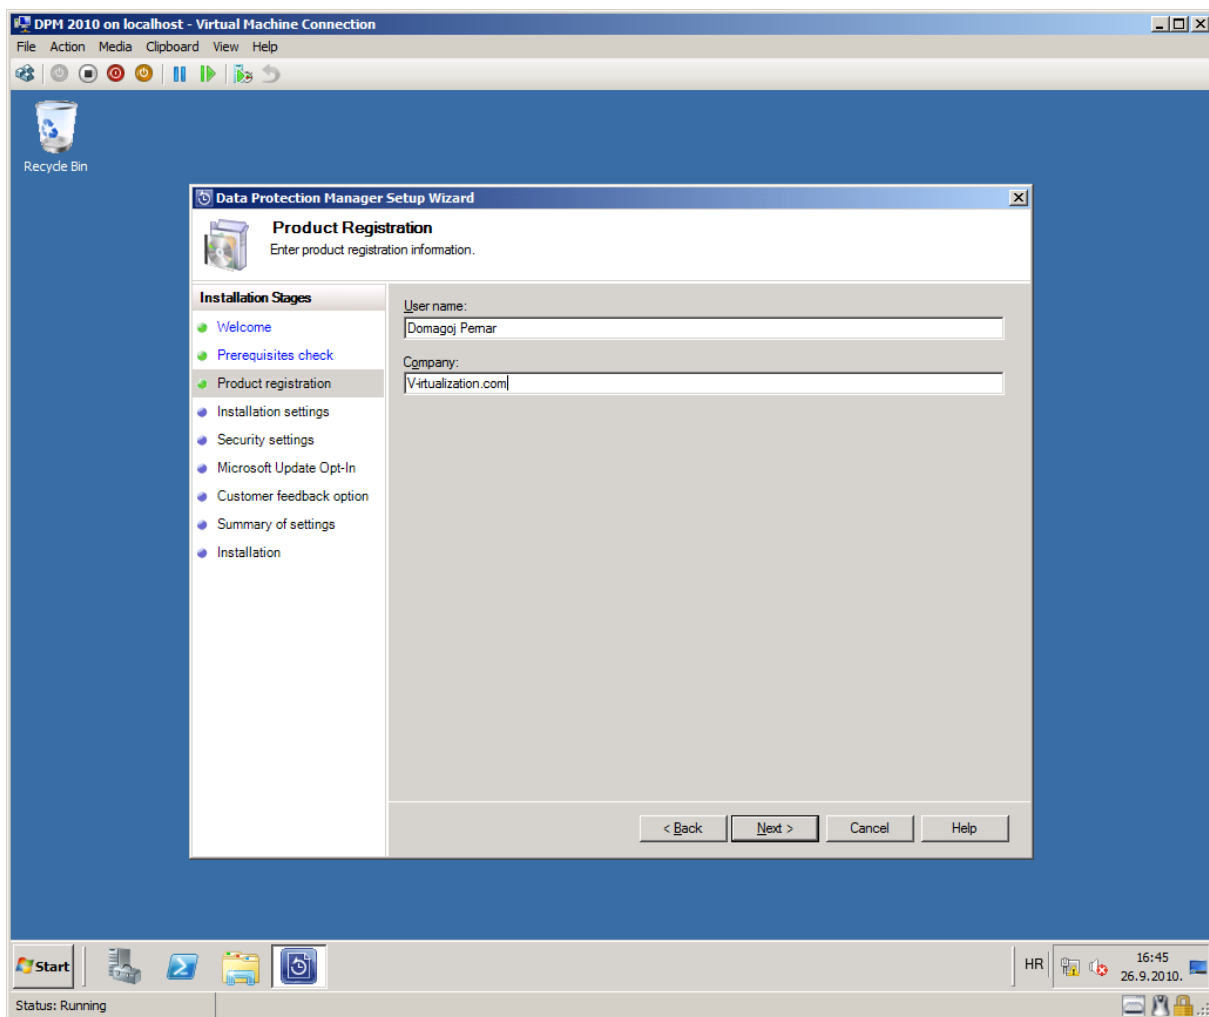 DPM 2010 on localhost - Virtual Machine Connection
File Action Media Clipboard View Help
Recycle Bin
Data Protection Manager Setup Wizard
Product Registration
Enter product registration information.
Installation Stages
Welcome
Prerequisites check
Product registration
Installation settings
Security settings
Microsoft Update Opt-In
Customer feedback option
Summary of settings
Installation
User name:
Domagoj Pernar
Company:
V-irtualization.com
< Back Next > Cancel Help
Start
HR
16:45
26.9.2010.
Status: Running